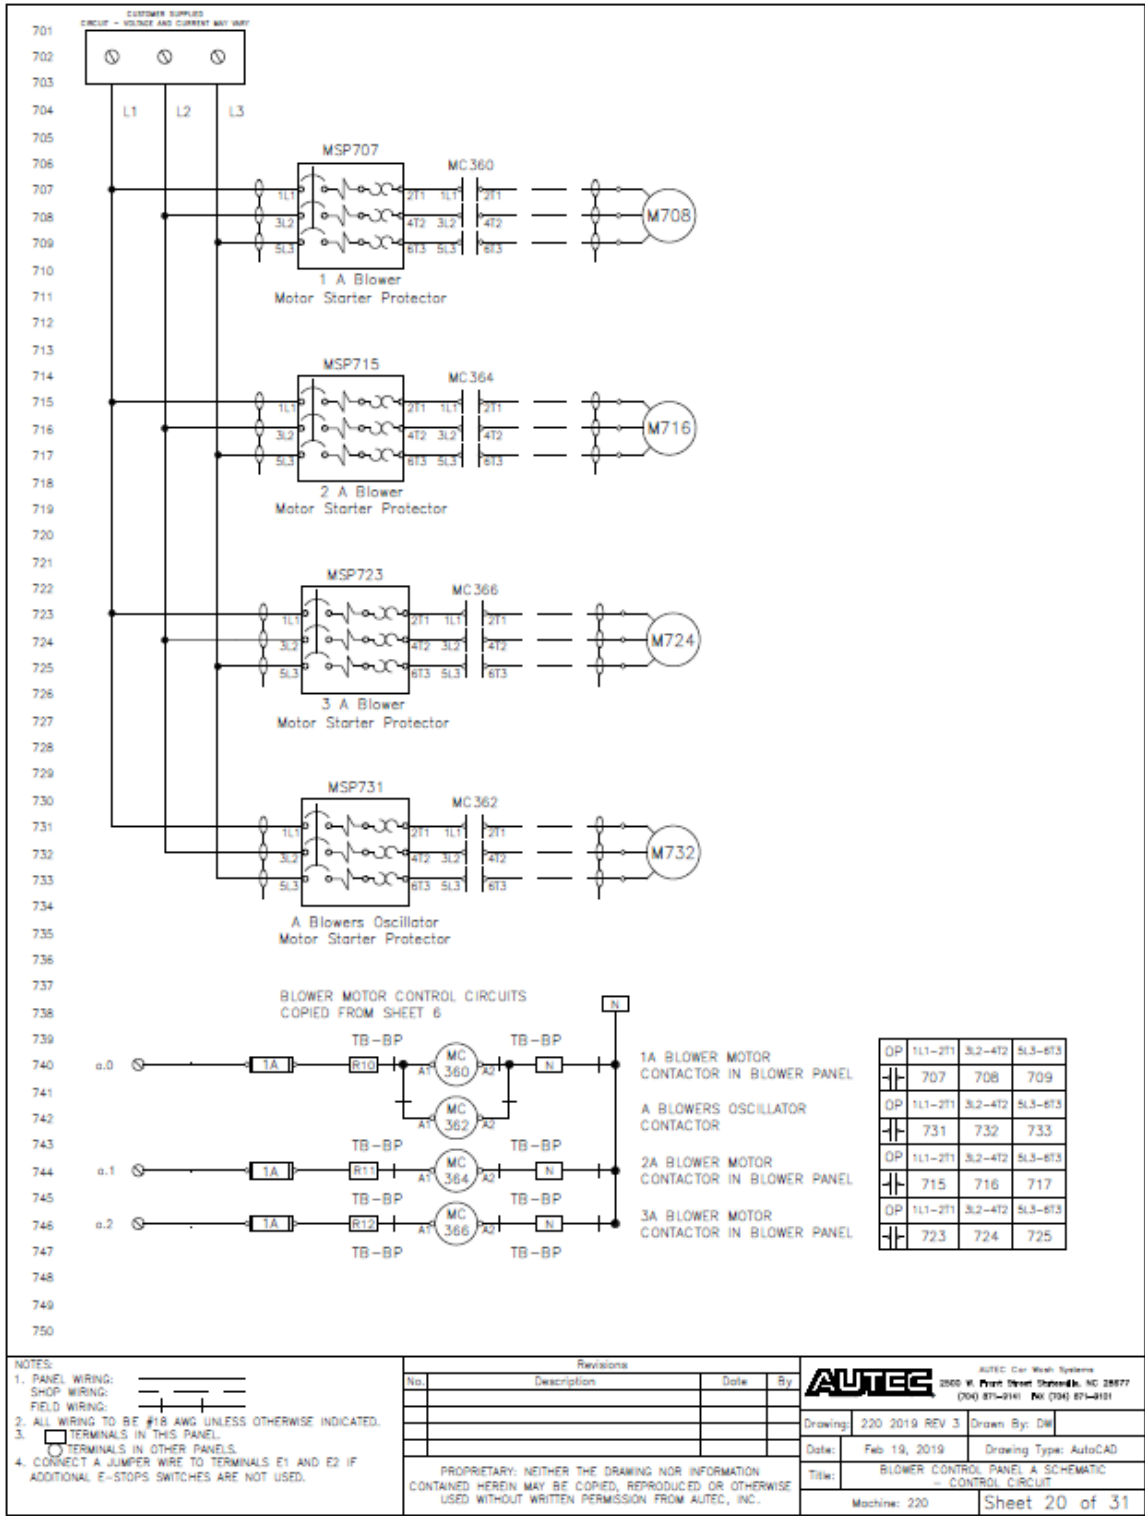 CUSTOMER SUPPLIED
CIRCUIT - VOLTAGE AND CURRENT MAY VARY
701
702
703
704 L1 L2 L3
705
706 MSP707 MC360
707 1L1 2T1 1L1 2T1
708 3L2 4T2 3L2 4T2 M708
709 5L3 6T3 5L3 6T3
710 1 A Blower
711 Motor Starter Protector
712
713 MSP715
714 MC364
715 1L1 2T1 1L1 2T1
716 3L2 4T2 3L2 4T2 M716
717 5L3 6T3 5L3 6T3
718 2 A Blower
719 Motor Starter Protector
720
721 MSP723
722 MC366
723 1L1 2T1 1L1 2T1
724 3L2 4T2 3L2 4T2 M724
725 5L3 6T3 5L3 6T3
726 3 A Blower
727 Motor Starter Protector
728
729 MSP731
730 MC362
731 1L1 2T1 1L1 2T1
732 3L2 4T2 3L2 4T2 M732
733 5L3 6T3 5L3 6T3
734 A Blowers Oscillator
735 Motor Starter Protector
736
737 BLOWER MOTOR CONTROL CIRCUITS
738 COPIED FROM SHEET 6 N
739 TB-BP TB-BP
740 a.0 1A R10 A1 MC 360 A2 N 1A BLOWER MOTOR
CONTACTOR IN BLOWER PANEL
OP 1L1-2T1 3L2-4T2 5L3-6T3
707 708 709
741
742 A1 MC 362 A2 A BLOWERS OSCILLATOR
CONTACTOR
OP 1L1-2T1 3L2-4T2 5L3-6T3
731 732 733
743 TB-BP TB-BP
744 a.1 1A R11 A1 MC 364 A2 N 2A BLOWER MOTOR
CONTACTOR IN BLOWER PANEL
OP 1L1-2T1 3L2-4T2 5L3-6T3
715 716 717
745 TB-BP TB-BP
746 a.2 1A R12 A1 MC 366 A2 N 3A BLOWER MOTOR
CONTACTOR IN BLOWER PANEL
OP 1L1-2T1 3L2-4T2 5L3-6T3
723 724 725
747 TB-BP TB-BP
748
749
750
NOTES:
1. PANEL WIRING:
SHOP WIRING:
FIELD WIRING:
2. ALL WIRING TO BE #18 AWG UNLESS OTHERWISE INDICATED.
3. TERMINALS IN THIS PANEL.
TERMINALS IN OTHER PANELS.
4. CONNECT A JUMPER WIRE TO TERMINALS E1 AND E2 IF
ADDITIONAL E-STOPS SWITCHES ARE NOT USED.
Revisions
No. Description Date By
PROPRIETARY: NEITHER THE DRAWING NOR INFORMATION
CONTAINED HEREIN MAY BE COPIED, REPRODUCED OR OTHERWISE
USED WITHOUT WRITTEN PERMISSION FROM AUTEC, INC.
AUTEC
AUTEC Car Wash Systems
2500 W. Front Street Statesville, NC 28677
(704) 871-9141 FAX (704) 871-9101
Drawing: 220 2019 REV 3 Drawn By: DW
Date: Feb 19, 2019 Drawing Type: AutoCAD
Title: BLOWER CONTROL PANEL A SCHEMATIC
- CONTROL CIRCUIT
Machine: 220 Sheet 20 of 31